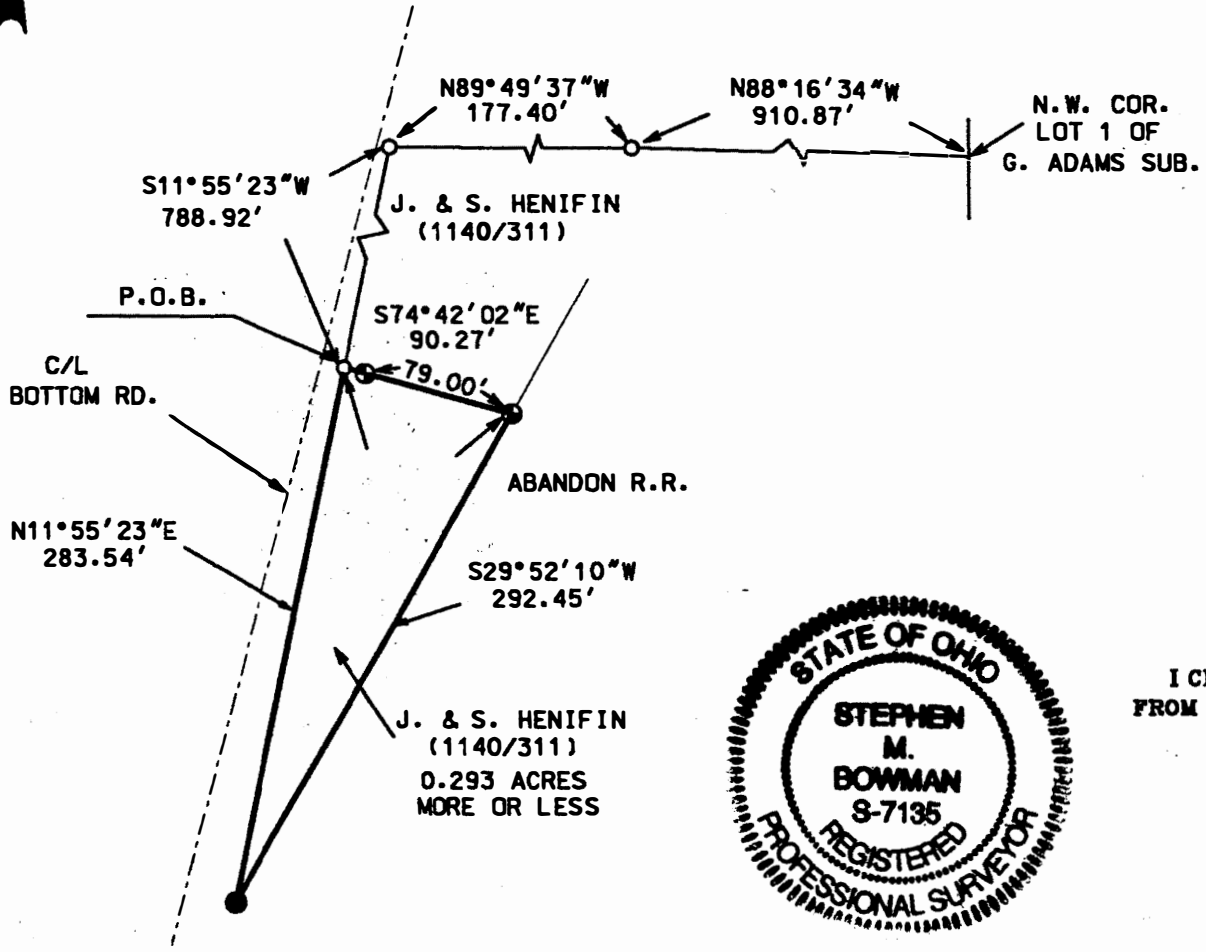 N89°49'37"W
177.40'
N88°16'34"W
910.87'
N.W. COR.
LOT 1 OF
G. ADAMS SUB.
S11°55'23"W
788.92'
J. & S. HENIFIN
(1140/311)
P.O.B.
S74°42'02"E
90.27'
79.00'
C/L
BOTTOM RD.
ABANDON R.R.
N11°55'23"E
283.54'
S29°52'10"W
292.45'
J. & S. HENIFIN
(1140/311)
0.293 ACRES
MORE OR LESS
STATE OF OHIO
STEPHEN
M.
BOWMAN
S-7135
REGISTERED
PROFESSIONAL SURVEYOR
FROM